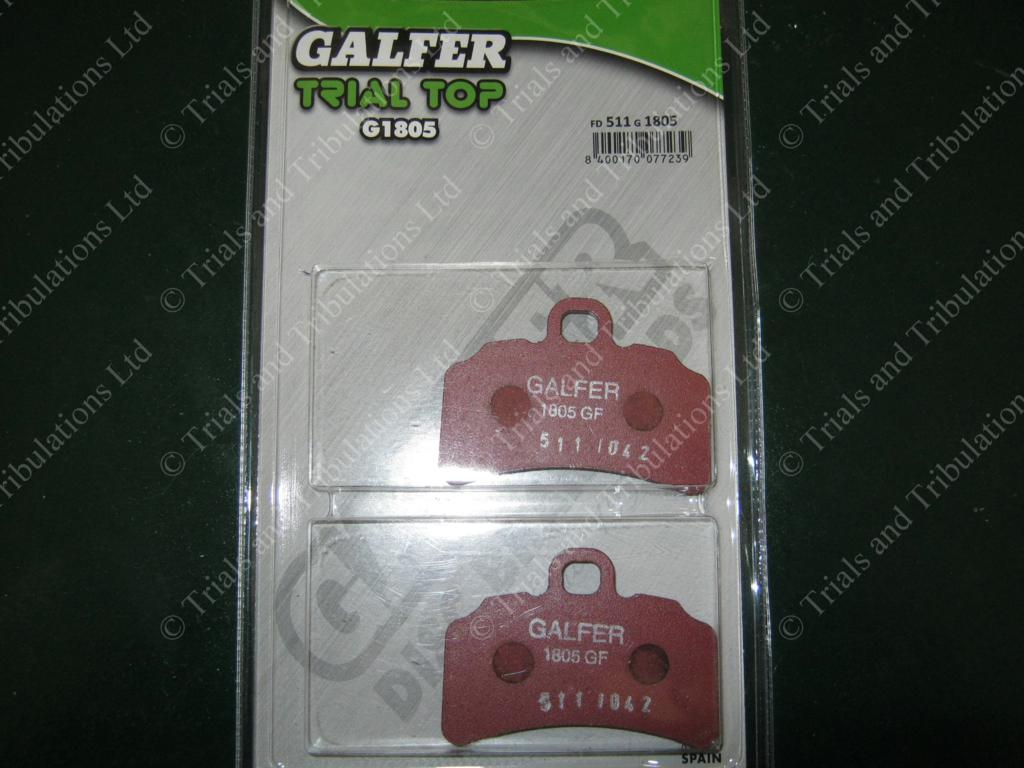 GALFER
TRIAL TOP
G1805
FD 511 G 1805
8 400170 077239
GALFER
1805 GF
511 1042
GALFER
1805 GF
511 1042
SPAIN
© Trials and Tribulations Ltd